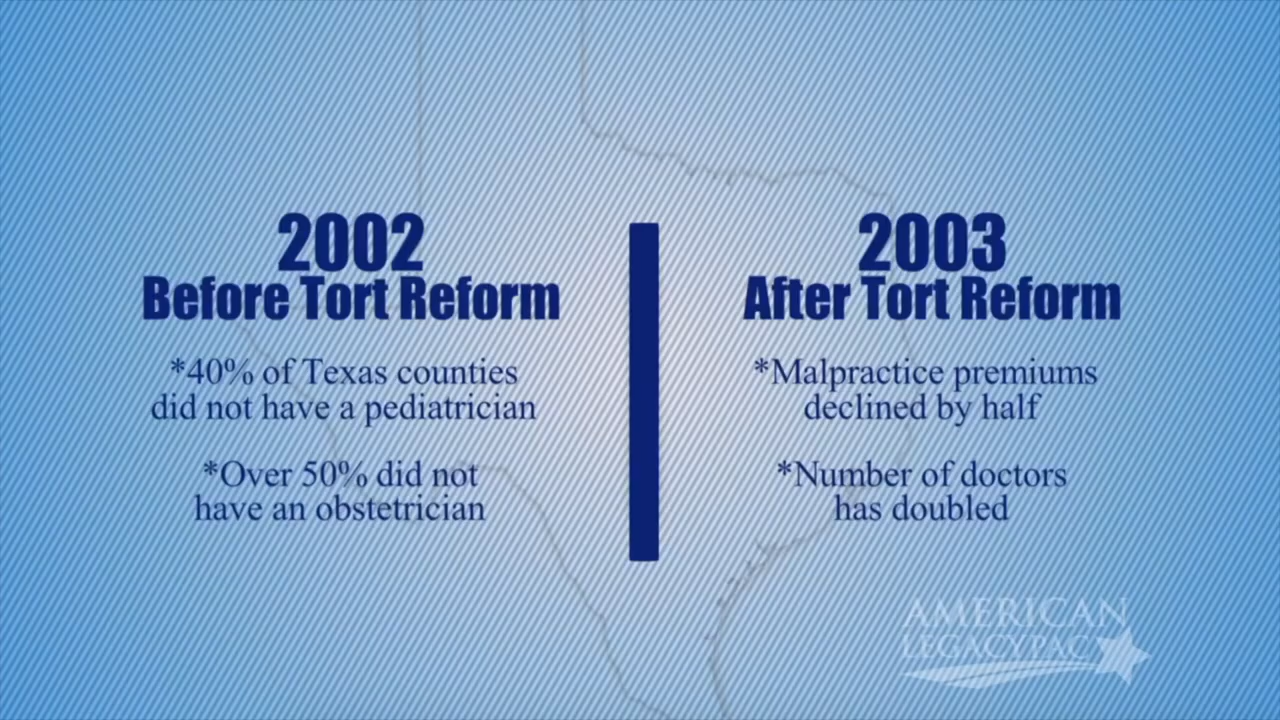 2002
Before Tort Reform
*40% of Texas counties
did not have a pediatrician
*Over 50% did not
have an obstetrician
2003
After Tort Reform
*Malpractice premiums
declined by half
*Number of doctors
has doubled
AMERICAN
LEGACYPAC